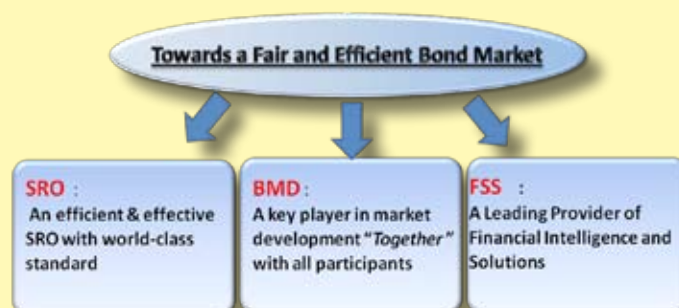 Towards a Fair and Efficient Bond Market
SRO :
An efficient & effective
SRO with world-class
standard
BMD :
A key player in market
development "Together"
with all participants
FSS :
A Leading Provider of
Financial Intelligence and
Solutions